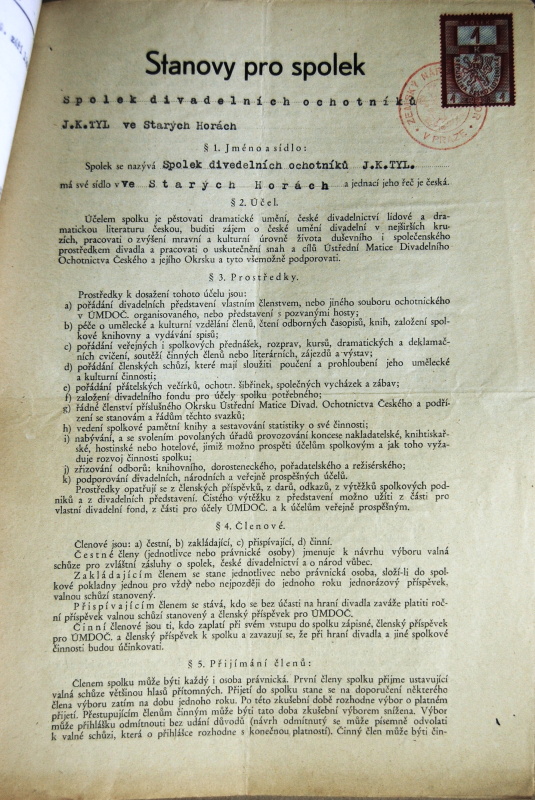 Stanovy pro spolek
Spolek divadelních ochotníků
J.K.TYL ve Starých Horách
§ 1. Jméno a sídlo:
Spolek se nazývá Spolek divedelních ochotníků J.K.TYL.
má své sídlo v ve Starých Horách a jednací jeho řeč je česká.
§ 2. Účel.
Účelem spolku je pěstovati dramatické umění, české divadelnictví lidové a dra-
matickou literaturu českou, buditi zájem o české umění divadelní v nejširších kru-
zích, pracovati o zvýšení mravní a kulturní úrovně života duševního i společenského
prostředkem divadla a pracovati o uskutečnění snah a cílů Ústřední Matice Divadelního
Ochotnictva Českého a jejího Okrsku a tyto všemožně podporovati.
§ 3. Prostředky.
Prostředky k dosažení tohoto účelu jsou:
a) pořádání divadelních představení vlastním členstvem, nebo jiného souboru ochotnického
v ÚMDOČ. organisovaného, nebo představení s pozvanými hosty;
b) péče o umělecké a kulturní vzdělání členů, čtení odborných časopisů, knih, založení spol-
kové knihovny a vydávání spisů;
c) pořádání veřejných i spolkových přednášek, rozprav, kursů, dramatických a deklamač-
ních cvičení, soutěží činných členů nebo literárních, zájezdů a výstav;
d) pořádání členských schůzí, které mají sloužiti poučení a prohloubení jeho umělecké
a kulturní činnosti;
e) pořádání přátelských večírků, ochotn. šibřinek, společných vycházek a zábav;
f) založení divadelního fondu pro účely spolku potřebného;
g) řádné členství příslušného Okrsku Ústřední Matice Divad. Ochotnictva Českého a podří-
zení se stanovám a řádům těchto svazků;
h) vedení spolkové pamětní knihy a sestavování statistiky o své činnosti;
i) nabývání, a se svolením povolaných úřadů provozování koncese nakladatelské, knihtiskař-
ské, hostinské nebo hotelové, jimiž možno prospěti účelům spolkovým a jak toho vyža-
duje rozvoj činnosti spolku;
j) zřizování odborů: knihovního, dorosteneckého, pořadatelského a režisérského;
k) podporování divadelních, národních a veřejně prospěšných účelů.
Prostředky opatřují se z členských příspěvků, z darů, odkazů, z výtěžků spolkových pod-
niků a z divadelních představení. Čistého výtěžku z představení možno užíti z části pro
vlastní divadelní fond, z části pro účely ÚMDOČ. a k účelům veřejně prospěšným.
§ 4. Členové.
Členové jsou: a) čestní, b) zakládající, c) přispívající, d) činní.
Čestné členy (jednotlivce nebo právnické osoby) jmenuje k návrhu výboru valná
schůze pro zvláštní zásluhy o spolek, české divadelnictví a o národ vůbec.
Zakládajícím členem se stane jednotlivec nebo právnická osoba, složí-li do spol-
kové pokladny jednou pro vždy nebo nejpozději do jednoho roku jednorázový příspěvek,
valnou schůzí stanovený.
Přispívajícím členem se stává, kdo se bez účasti na hraní divadla zaváže platiti roč-
ní příspěvek valnou schůzí stanovený a členský příspěvek pro ÚMDOČ.
Činní členové jsou ti, kdo zaplatí při svém vstupu do spolku zápisné, členský příspěvek
pro ÚMDOČ. a členský příspěvek k spolku a zavazují se, že při hraní divadla a jiné spolkové
činnosti budou účinkovati.
§ 5. Přijímání členů:
Členem spolku může býti každý i osoba právnická. První členy spolku přijme ustavující
valná schůze většinou hlasů přítomných. Přijetí do spolku stane se na doporučení některého
člena výboru zatím na dobu jednoho roku. Po této zkušební době rozhodne výbor o platném
přijetí. Přestupujícím členům činným může býti tato doba zkušební výborem snížena. Výbor
může přihlášku odmítnouti bez udání důvodů (návrh odmítnutý se může písemně odvolati
k valné schůzi, která o přihlášce rozhodne s konečnou platností). Činný člen může býti čin-